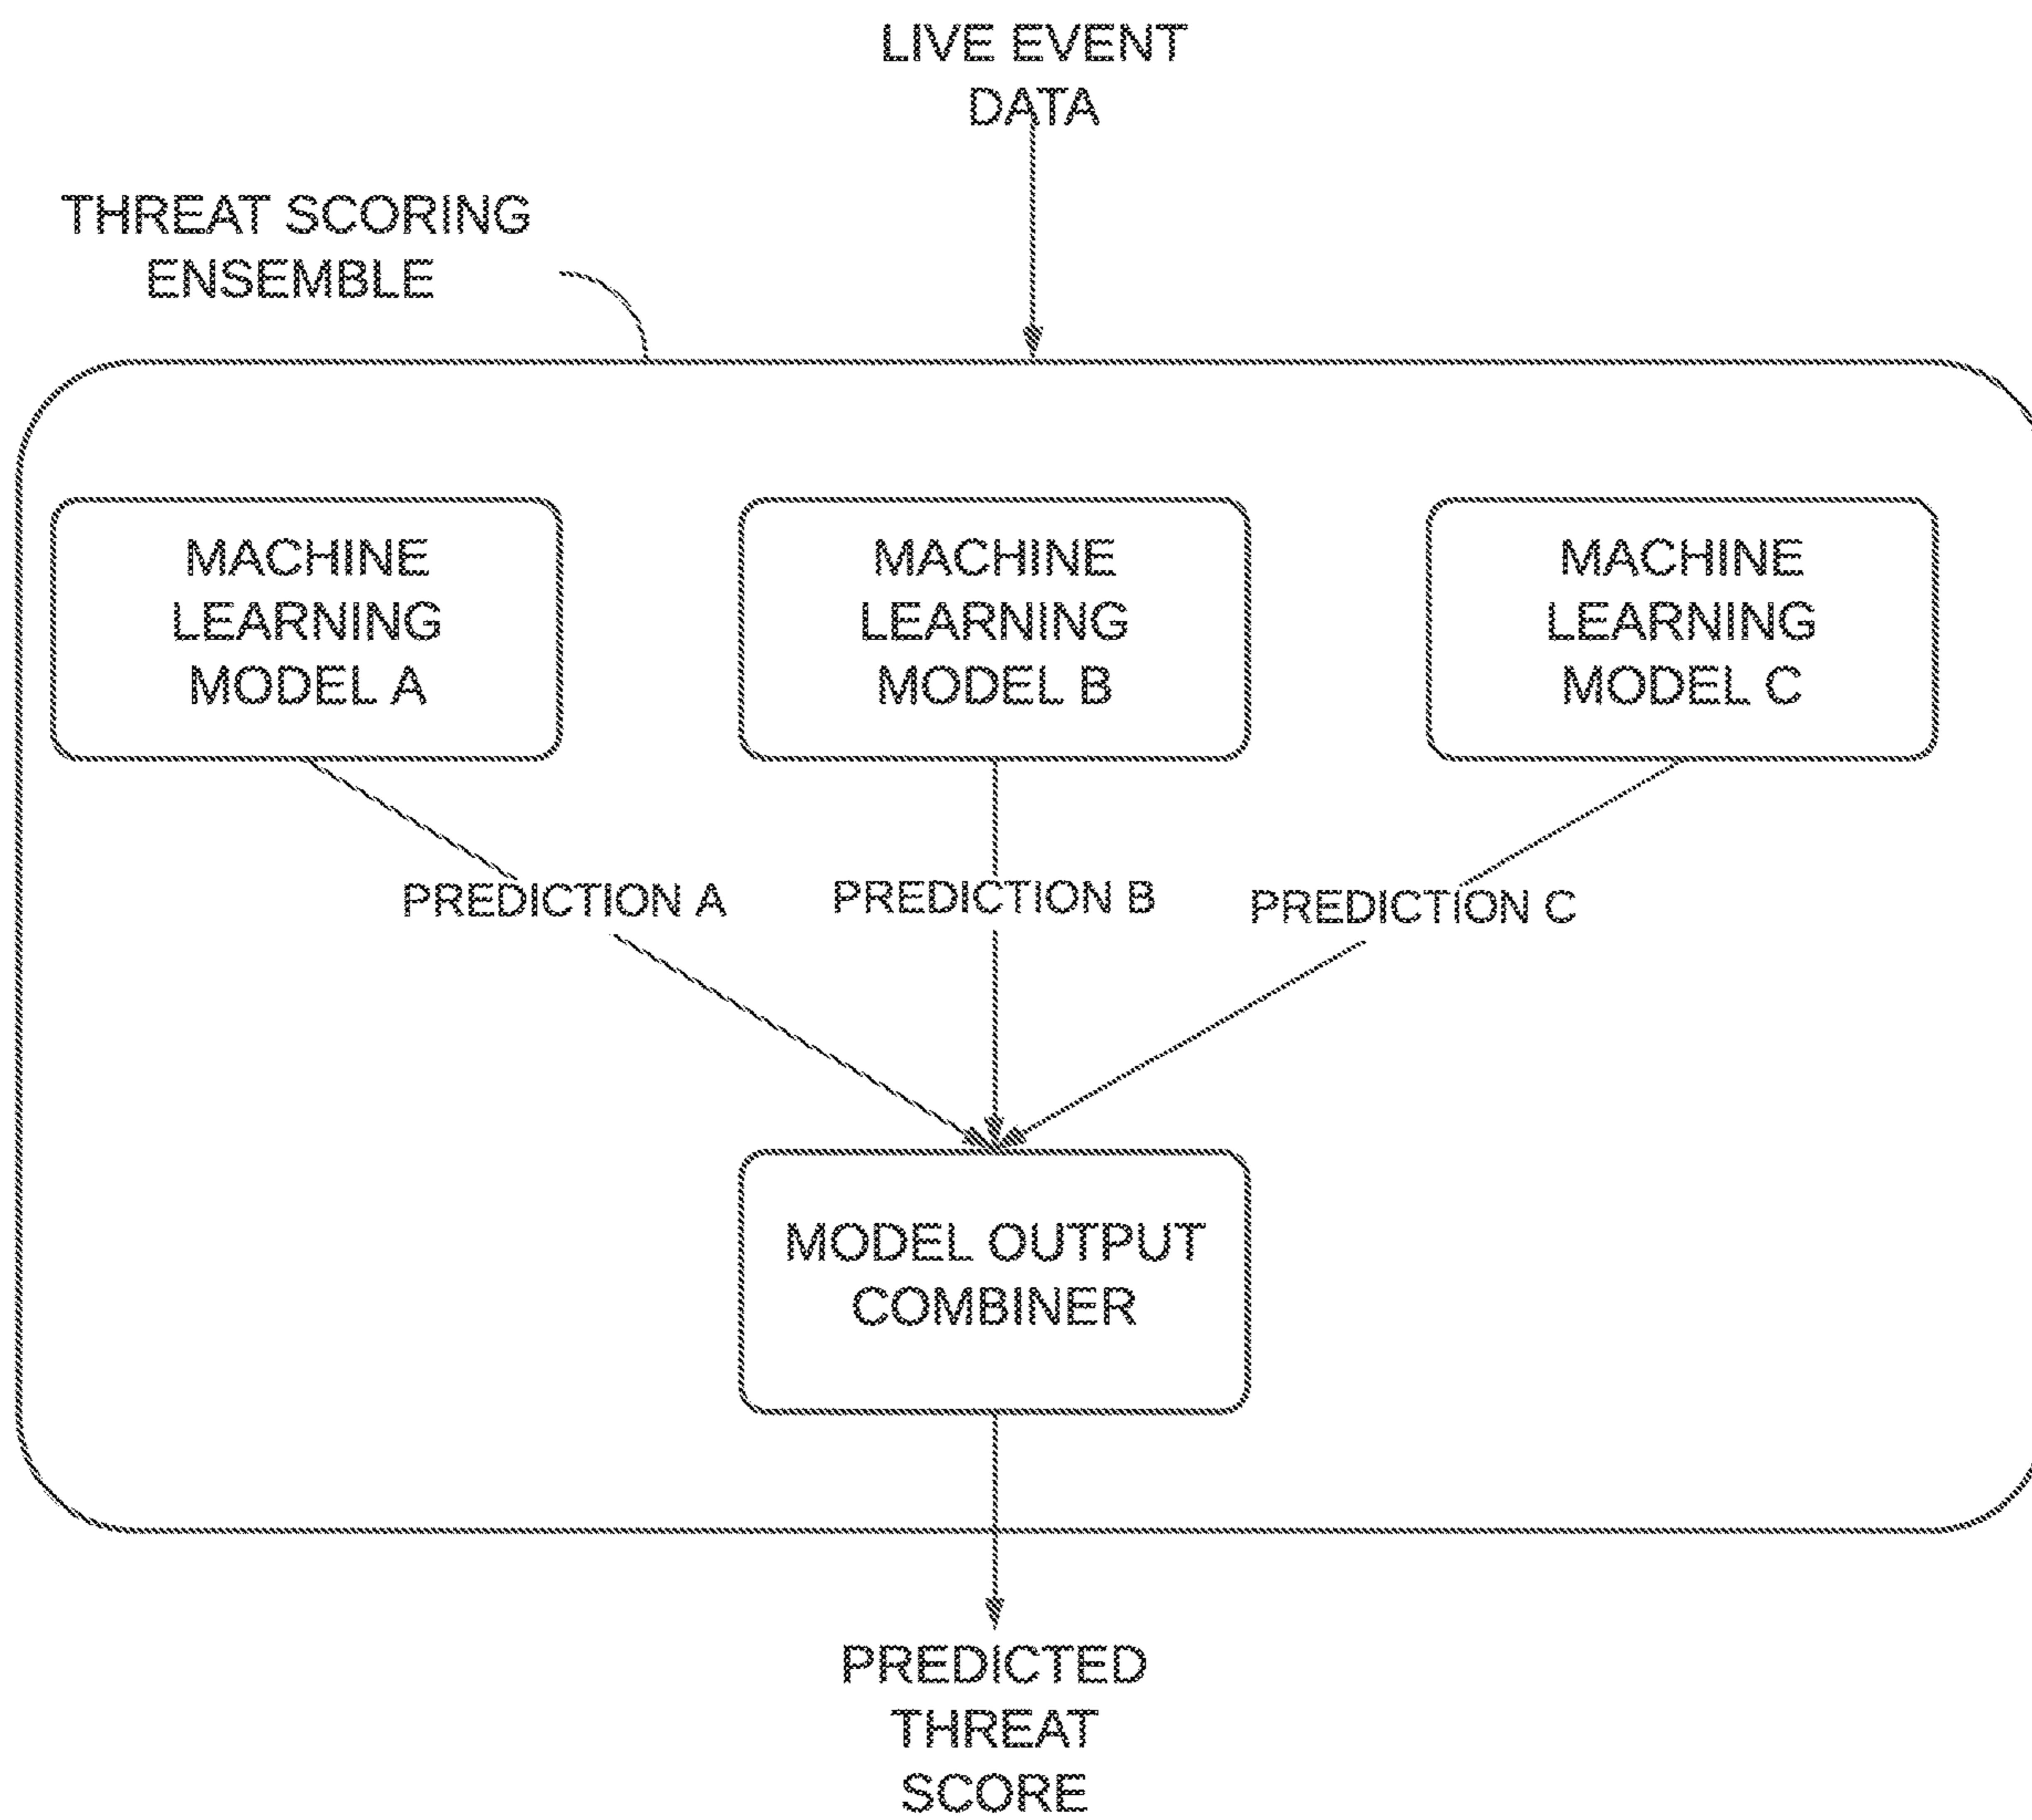 LIVE EVENT
DATA
THREAT SCORING
ENSEMBLE
MACHINE
LEARNING
MODEL A
MACHINE
LEARNING
MODEL B
MACHINE
LEARNING
MODEL C
PREDICTION A
PREDICTION B
PREDICTION C
MODEL OUTPUT
COMBINER
PREDICTED
THREAT
SCORE